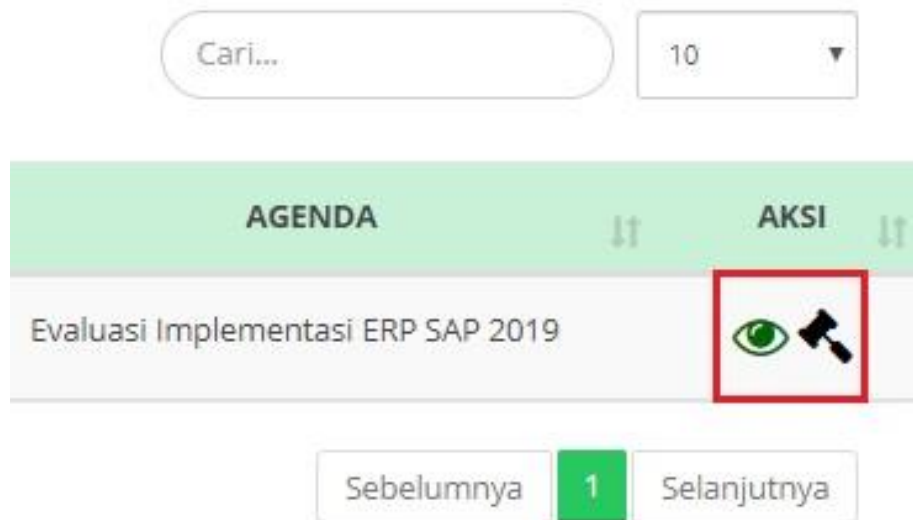 Cari...
10
AGENDA
AKSI
Evaluasi Implementasi ERP SAP 2019
Sebelumnya
1
Selanjutnya